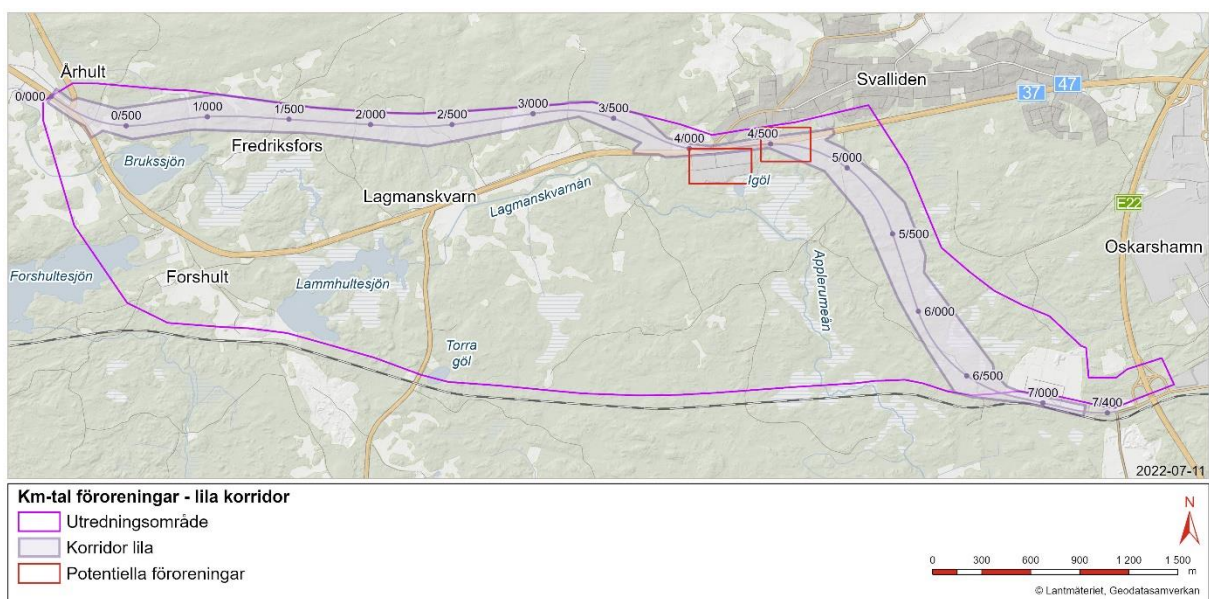 Århult
0/000
0/500
1/000
1/500
2/000
2/500
3/000
3/500
4/000
4/500
5/000
5/500
6/000
6/500
7/000
7/400
Svalliden
37
47
Brukssjön
Fredriksfors
Lagmanskvarn
Lagmanskvarnån
Igöl
E22
Oskarshamn
Forshultesjön
Forshult
Lammhultesjön
Applerumeån
Torra
göl
2022-07-11
Km-tal föroreningar - lila korridor
Utredningsområde
Korridor lila
Potentiella föroreningar
N
0 300 600 900 1 200 1 500
m
© Lantmäteriet, Geodatasamverkan